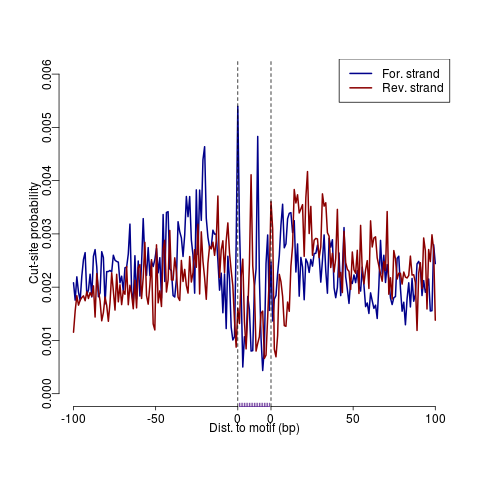 For. strand
Rev. strand
Cut-site probability
0.006
0.005
0.004
0.003
0.002
0.001
0.000
-100 -50 0 0 50 100
Dist. to motif (bp)